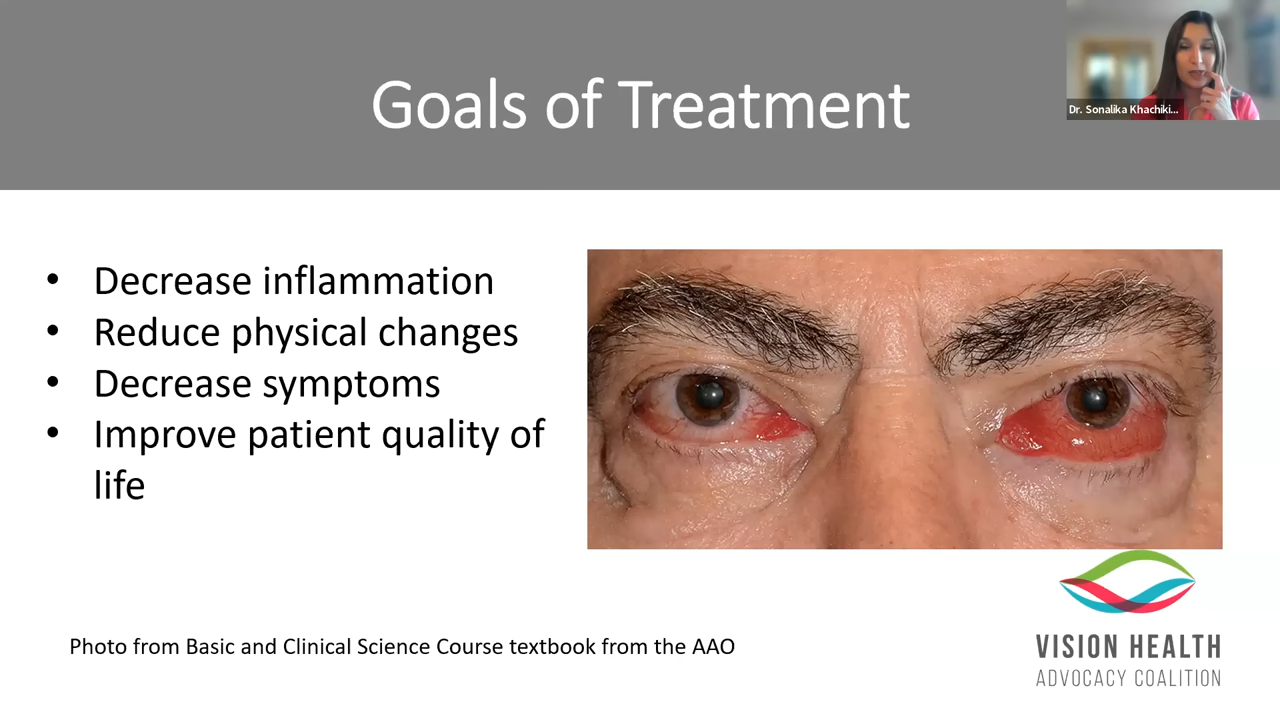 Goals of Treatment
Dr. Sonalika Khachiki...
• Decrease inflammation
• Reduce physical changes
• Decrease symptoms
• Improve patient quality of
life
Photo from Basic and Clinical Science Course textbook from the AAO
VISION HEALTH
ADVOCACY COALITION